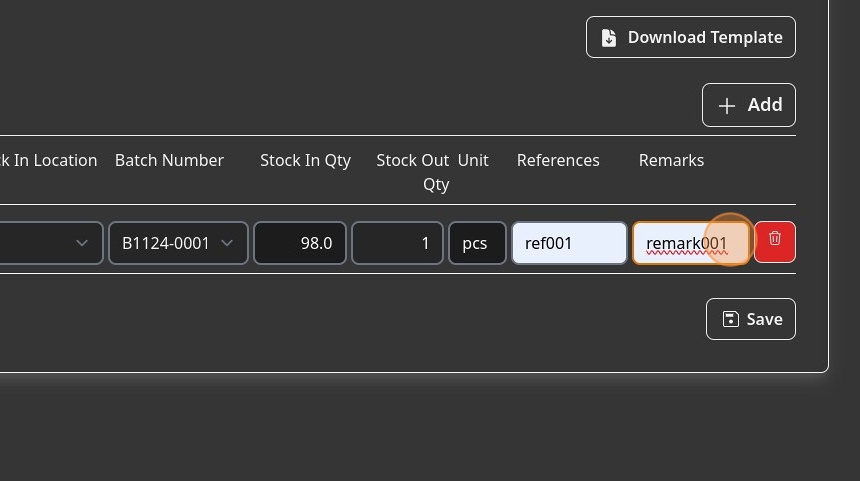 Download Template
Add
k In Location Batch Number Stock In Qty Stock Out Qty Unit References Remarks
B1124-0001 98.0 1 pcs ref001 remark001
Save